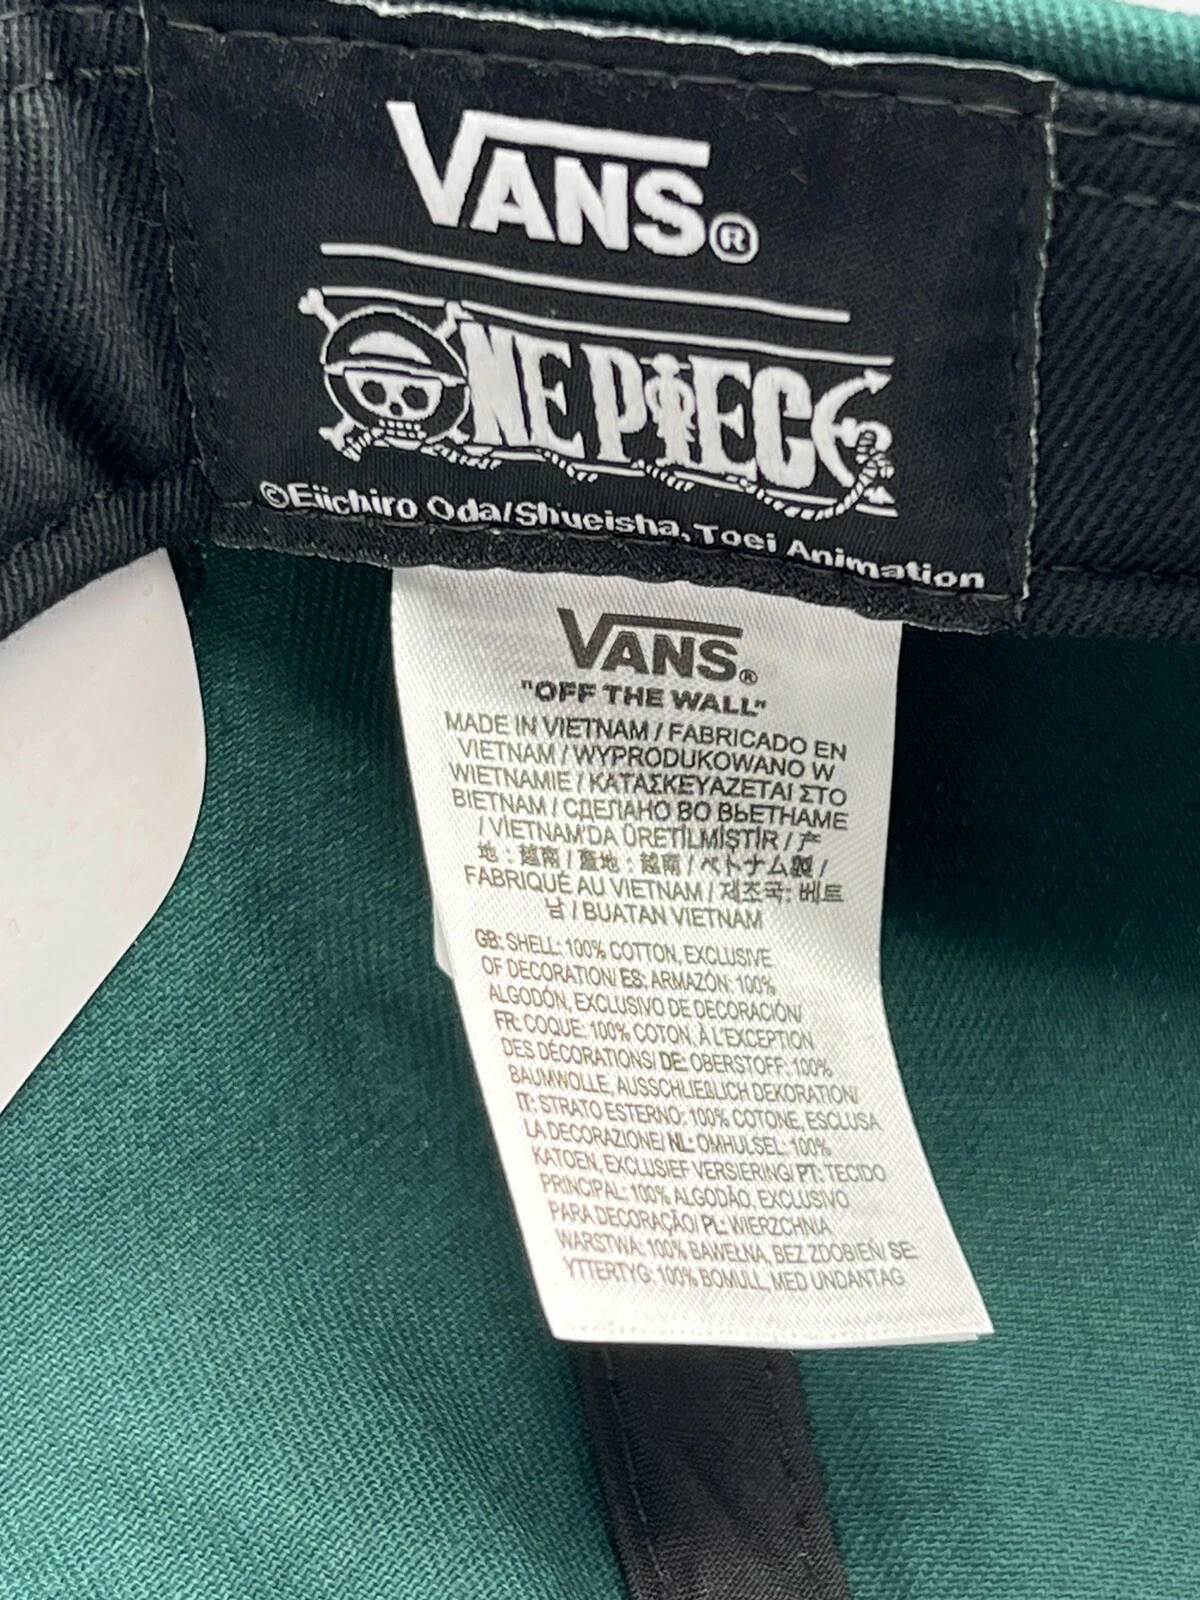 VANS®
ONE PIECE
©Eiichiro Oda/Shueisha, Toei Animation
VANS®
"OFF THE WALL"
MADE IN VIETNAM / FABRICADO EN
VIETNAM / WYPRODUKOWANO W
WIETNAMIE / ΚΑΤΑΣΚΕΥΑΖΕΤΑΙ ΣΤΟ
ΒΙΕΤΝΑΜ / СДЕЛАНО ВО ВЬЕТНАМЕ
/ VİETNAM'DA ÜRETİLMİŞTİR / 产
地 : 越南 / 產地 : 越南 / ベトナム製 /
FABRIQUÉ AU VIETNAM / 제조국: 베트
남 / BUATAN VIETNAM
GB: SHELL: 100% COTTON, EXCLUSIVE
OF DECORATION/ ES: ARMAZÓN: 100%
ALGODÓN, EXCLUSIVO DE DECORACIÓN/
FR: COQUE: 100% COTON, À L'EXCEPTION
DES DÉCORATIONS/ DE: OBERSTOFF: 100%
BAUMWOLLE, AUSSCHLIEßLICH DEKORATION/
IT: STRATO ESTERNO: 100% COTONE, ESCLUSA
LA DECORAZIONE/ NL: OMHULSEL: 100%
KATOEN, EXCLUSIEF VERSIERING/ PT: TECIDO
PRINCIPAL: 100% ALGODÃO, EXCLUSIVO
PARA DECORAÇÃO/ PL: WIERZCHNIA
WARSTWA: 100% BAWEŁNA, BEZ ZDOBIEŃ/ SE:
YTTERTYG: 100% BOMULL, MED UNDANTAG